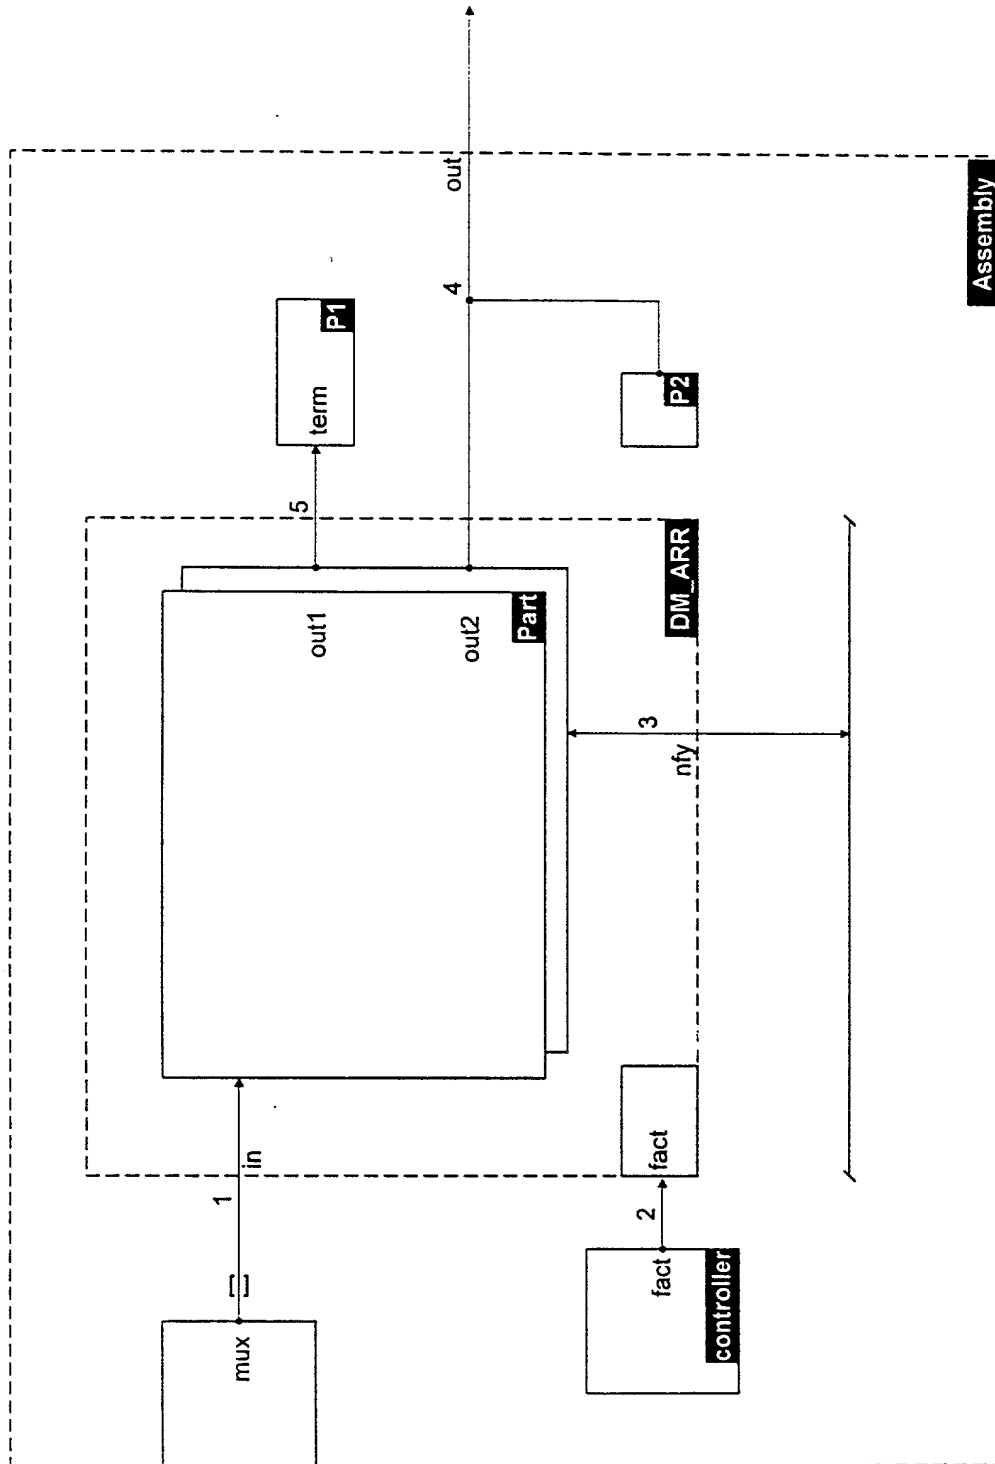 mux
[ ]
1
in
controller
fact
2
fact
Part
out1
out2
DM_ARR
3
nfy
5
term
P1
4
out
P2
Assembly